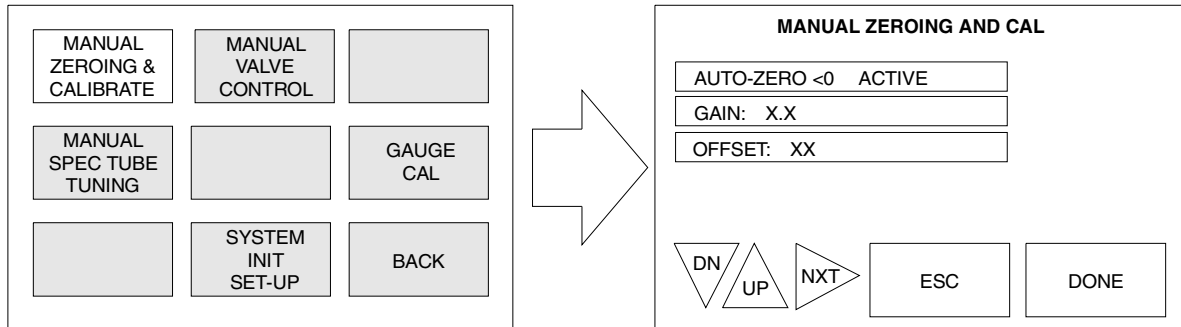 MANUAL
ZEROING &
CALIBRATE
MANUAL
VALVE
CONTROL
MANUAL
SPEC TUBE
TUNING
GAUGE
CAL
SYSTEM
INIT
SET-UP
BACK
MANUAL ZEROING AND CAL
AUTO-ZERO <0 ACTIVE
GAIN: X.X
OFFSET: XX
DN
UP
NXT
ESC
DONE